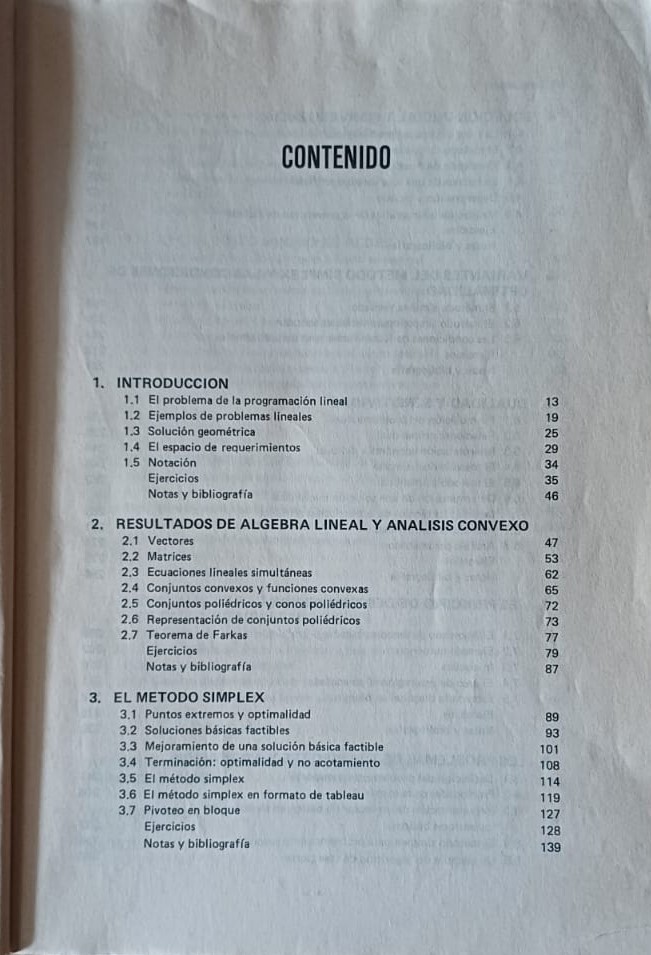 CONTENIDO
1. INTRODUCCION
1.1 El problema de la programación lineal 13
1.2 Ejemplos de problemas lineales 19
1.3 Solución geométrica 25
1.4 El espacio de requerimientos 29
1.5 Notación 34
Ejercicios 35
Notas y bibliografía 46
2. RESULTADOS DE ALGEBRA LINEAL Y ANALISIS CONVEXO
2.1 Vectores 47
2.2 Matrices 53
2.3 Ecuaciones lineales simultáneas 62
2.4 Conjuntos convexos y funciones convexas 65
2.5 Conjuntos poliédricos y conos poliédricos 72
2.6 Representación de conjuntos poliédricos 73
2.7 Teorema de Farkas 77
Ejercicios 79
Notas y bibliografía 87
3. EL METODO SIMPLEX
3.1 Puntos extremos y optimalidad 89
3.2 Soluciones básicas factibles 93
3.3 Mejoramiento de una solución básica factible 101
3.4 Terminación: optimalidad y no acotamiento 108
3.5 El método simplex 114
3.6 El método simplex en formato de tableau 119
3.7 Pivoteo en bloque 127
Ejercicios 128
Notas y bibliografía 139